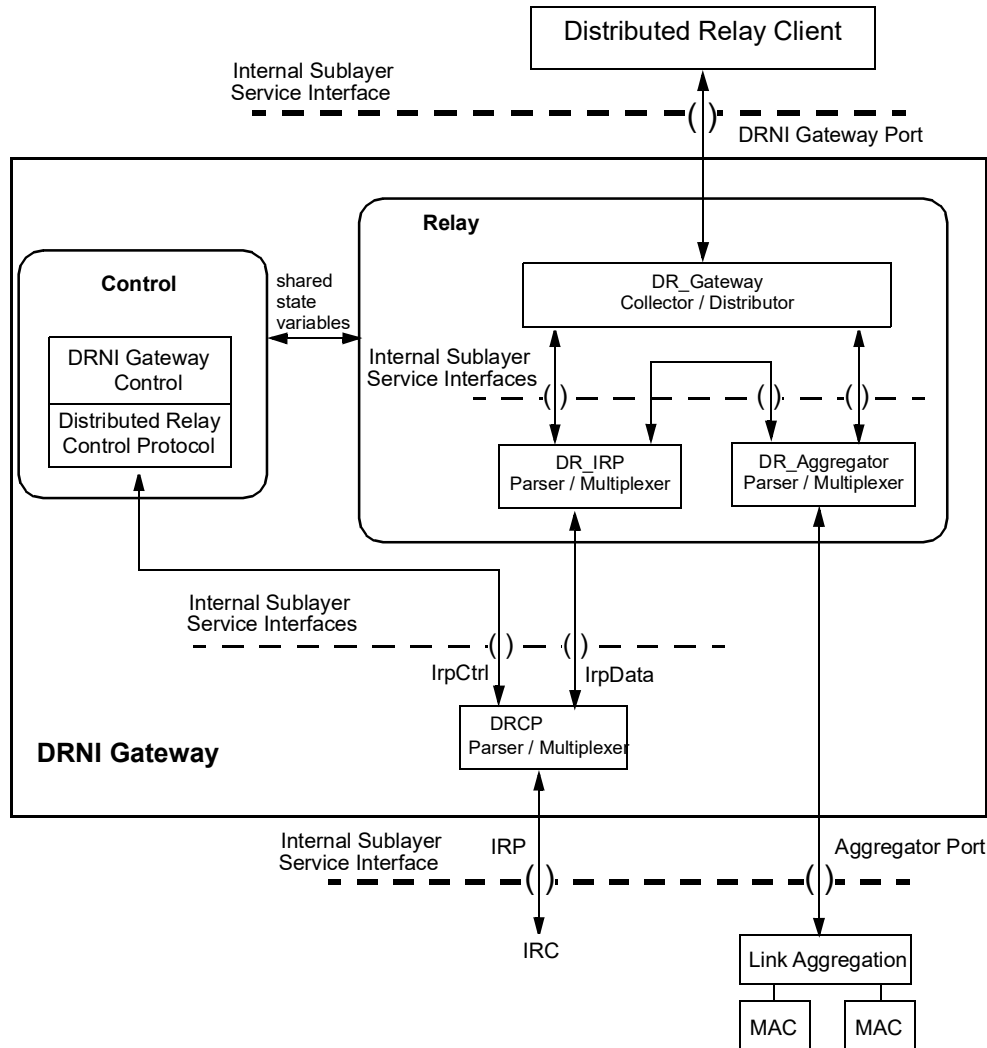 Distributed Relay Client
Internal Sublayer
Service Interface
( )
DRNI Gateway Port
Relay
Control
shared
state
variables
DR_Gateway
Collector / Distributor
DRNI Gateway
Control
Distributed Relay
Control Protocol
Internal Sublayer
Service Interfaces
( )
( )
( )
DR_IRP
Parser / Multiplexer
DR_Aggregator
Parser / Multiplexer
Internal Sublayer
Service Interfaces
( )
( )
IrpCtrl
IrpData
DRCP
Parser / Multiplexer
DRNI Gateway
Internal Sublayer
Service Interface
IRP
Aggregator Port
( )
( )
IRC
Link Aggregation
MAC
MAC